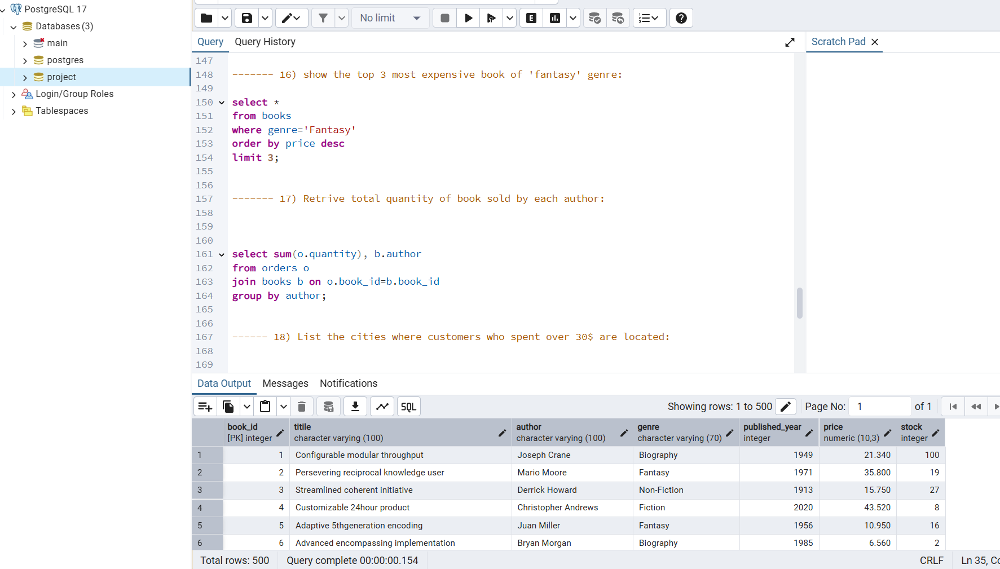 PostgreSQL 17
Databases (3)
main
postgres
project
Login/Group Roles
Tablespaces
No limit
E
Query
Query History
Scratch Pad
147
148 ------- 16) show the top 3 most expensive book of 'fantasy' genre:
149
150 select *
151 from books
152 where genre='Fantasy'
153 order by price desc
154 limit 3;
155
156
157 ------- 17) Retrive total quantity of book sold by each author:
158
159
160
161 select sum(o.quantity), b.author
162 from orders o
163 join books b on o.book_id=b.book_id
164 group by author;
165
166
167 ------ 18) List the cities where customers who spent over 30$ are located:
168
169
Data Output Messages Notifications
SQL
Showing rows: 1 to 500
Page No: 1 of 1
book_id titile author genre published_year price stock
[PK] integer character varying (100) character varying (100) character varying (70) integer numeric (10,3) integer
1 1 Configurable modular throughput Joseph Crane Biography 1949 21.340 100
2 2 Persevering reciprocal knowledge user Mario Moore Fantasy 1971 35.800 19
3 3 Streamlined coherent initiative Derrick Howard Non-Fiction 1913 15.750 27
4 4 Customizable 24hour product Christopher Andrews Fiction 2020 43.520 8
5 5 Adaptive 5thgeneration encoding Juan Miller Fantasy 1956 10.950 16
6 6 Advanced encompassing implementation Bryan Morgan Biography 1985 6.560 2
Total rows: 500 Query complete 00:00:00.154 CRLF Ln 35, Co